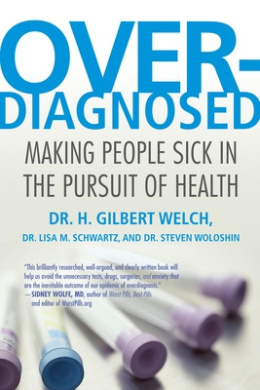 OVER-
DIAGNOSED
MAKING PEOPLE SICK IN
THE PURSUIT OF HEALTH
DR. H. GILBERT WELCH,
DR. LISA M. SCHWARTZ, AND DR. STEVEN WOLOSHIN
"This brilliantly researched, well-argued, and clearly written book will
help us avoid the unnecessary tests, drugs, surgeries, and anxiety that
are the inevitable outcome of our epidemic of overdiagnosis."
— SIDNEY WOLFE, MD, author of Worst Pills, Best Pills
and editor of WorstPills.org